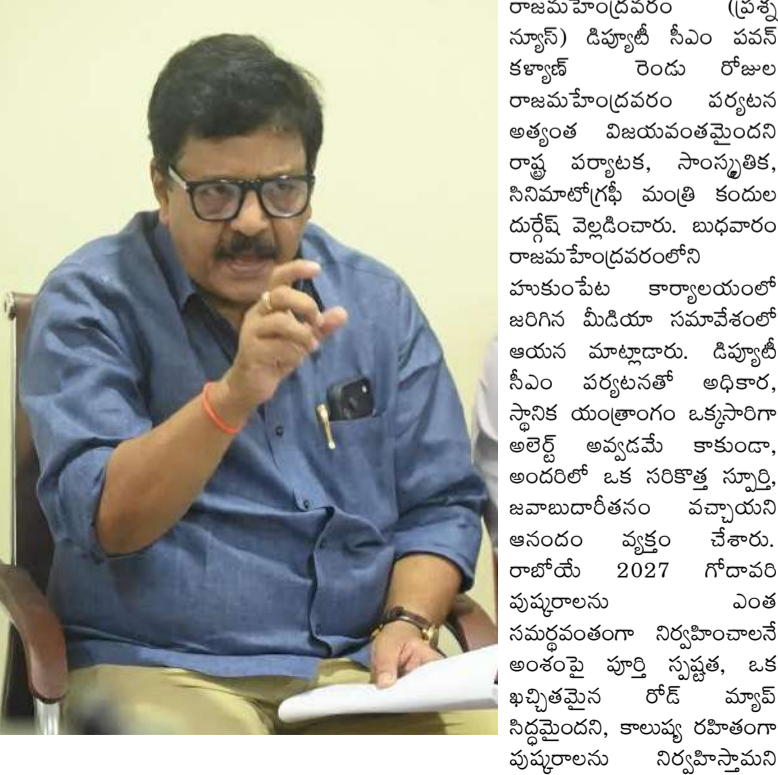 రాజమహేంద్రవరం (ప్రశ్న
న్యూస్) డిప్యూటీ సీఎం పవన్
కళ్యాణ్ రెండు రోజుల
రాజమహేంద్రవరం పర్యటన
అత్యంత విజయవంతమైందని
రాష్ట్ర పర్యాటక, సాంస్కృతిక,
సినిమాటోగ్రఫీ మంత్రి కందుల
దుర్గేష్ వెల్లడించారు. బుధవారం
రాజమహేంద్రవరంలోని
హుకుంపేట కార్యాలయంలో
జరిగిన మీడియా సమావేశంలో
ఆయన మాట్లాడారు. డిప్యూటీ
సీఎం పర్యటనతో అధికార,
స్థానిక యంత్రాంగం ఒక్కసారిగా
అలెర్ట్ అవ్వడమే కాకుండా,
అందరిలో ఒక సరికొత్త స్పూర్తి,
జవాబుదారీతనం వచ్చాయని
ఆనందం వ్యక్తం చేశారు.
రాబోయే 2027 గోదావరి
పుష్కరాలను ఎంత
సమర్థవంతంగా నిర్వహించాలనే
అంశంపై పూర్తి స్పష్టత, ఒక
ఖచ్చితమైన రోడ్ మ్యాప్
సిద్ధమైందని, కాలుష్య రహితంగా
పుష్కరాలను నిర్వహిస్తామని